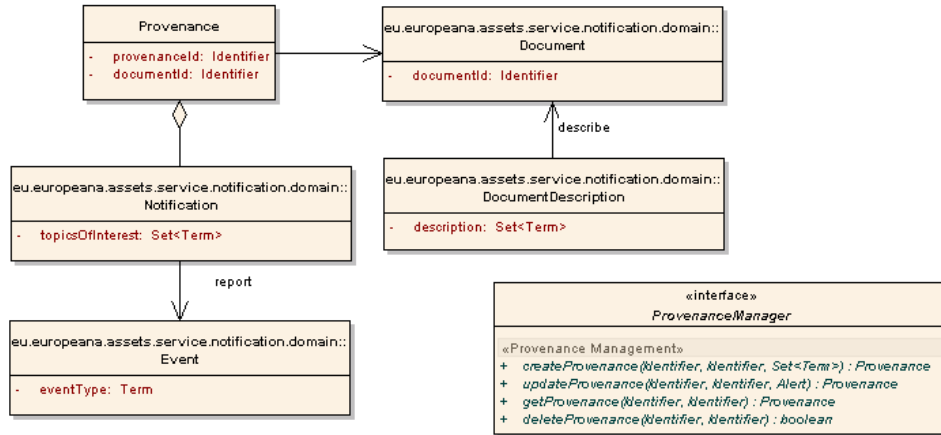 Provenance
- provenanceId: Identifier
- documentId: Identifier
eu.europeana.assets.service.notification.domain::
Document
- documentId: Identifier
describe
eu.europeana.assets.service.notification.domain::
Notification
- topicsOfInterest: Set<Term>
eu.europeana.assets.service.notification.domain::
DocumentDescription
- description: Set<Term>
report
eu.europeana.assets.service.notification.domain::
Event
- eventType: Term
«interface»
ProvenanceManager
«Provenance Management»
+ createProvenance(Identifier, Identifier, Set<Term>) : Provenance
+ updateProvenance(Identifier, Identifier, Alert) : Provenance
+ getProvenance(Identifier, Identifier) : Provenance
+ deleteProvenance(Identifier, Identifier) : boolean